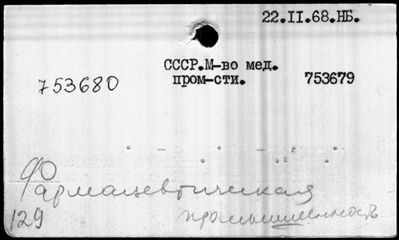 22.II.68.НБ.
СССР.М-во мед.
753680 пром-сти. 753679
Фармацевтическая
129 промышленность